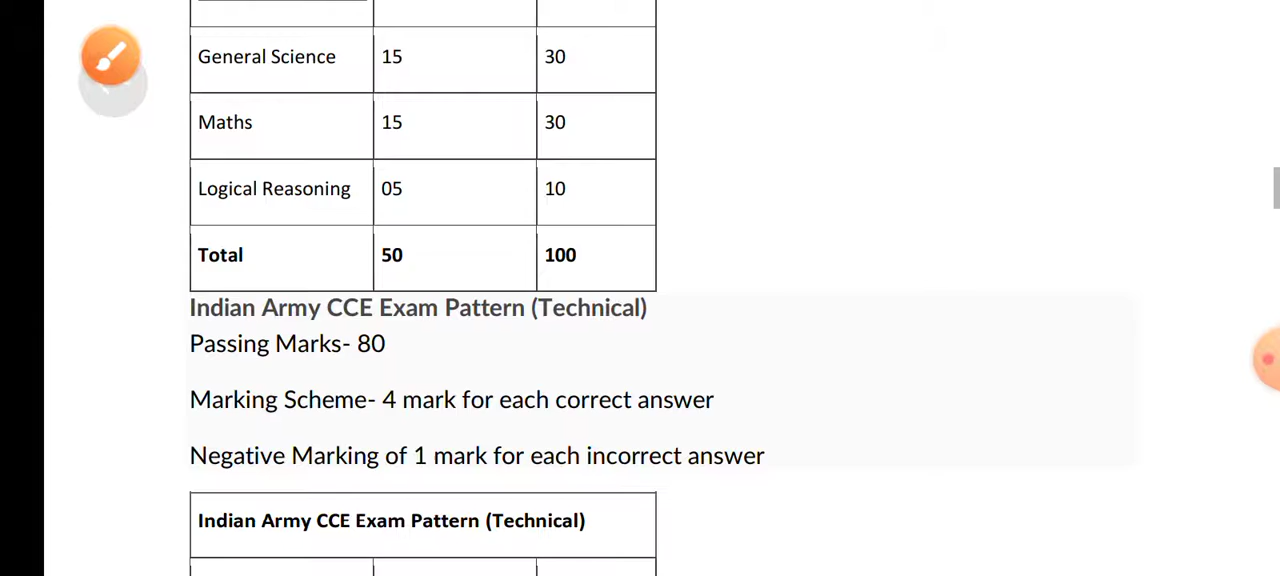 General Science 15 30
Maths 15 30
Logical Reasoning 05 10
Total 50 100
Indian Army CCE Exam Pattern (Technical)
Passing Marks- 80
Marking Scheme- 4 mark for each correct answer
Negative Marking of 1 mark for each incorrect answer
Indian Army CCE Exam Pattern (Technical)